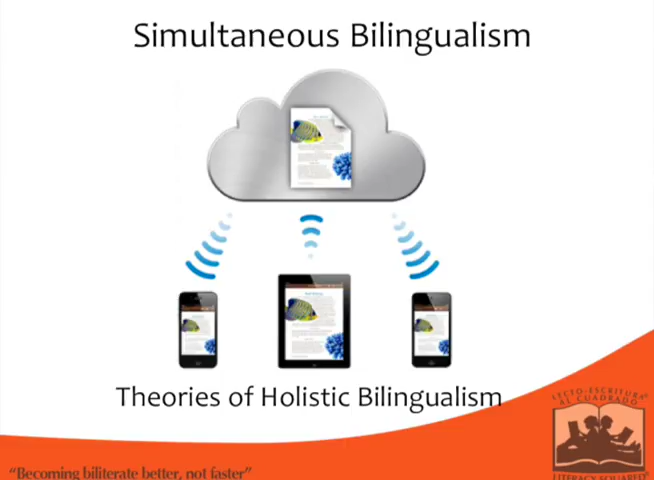 Simultaneous Bilingualism
Theories of Holistic Bilingualism
LECTO-ESCRITURA
AL CUADRADO
LITERACY SQUARED
"Becoming biliterate better, not faster"